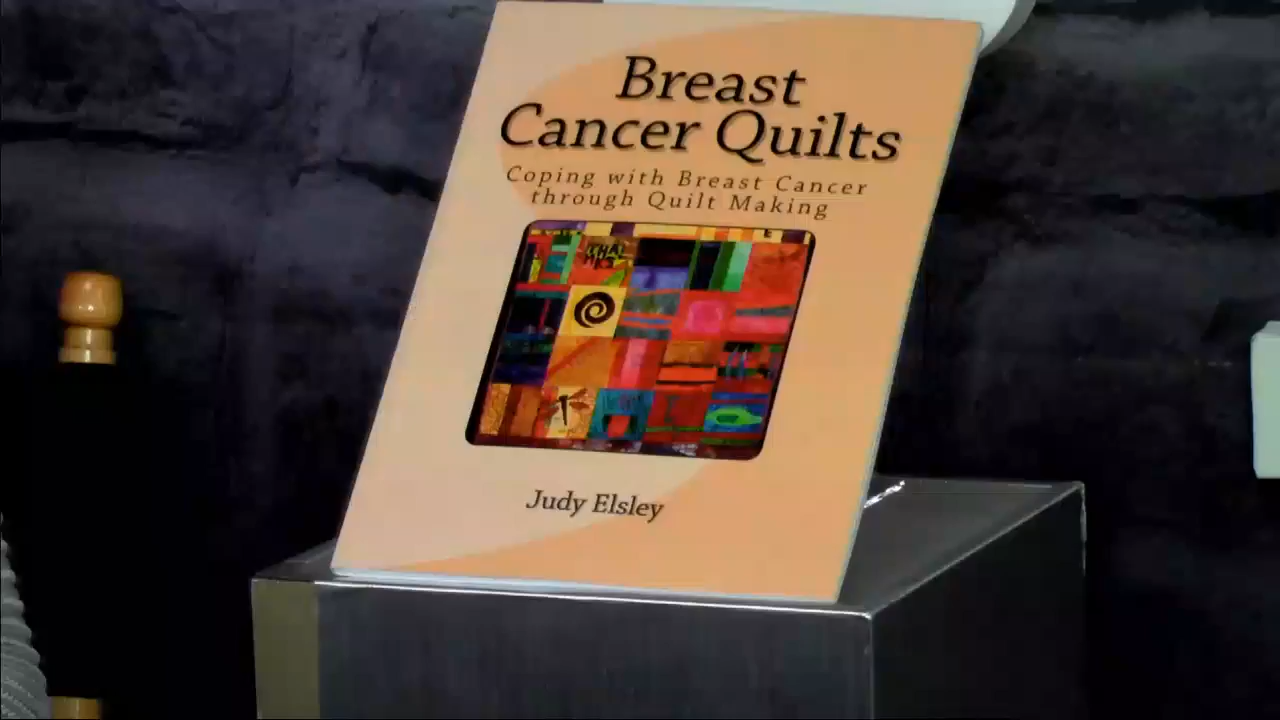 Breast
Cancer Quilts
Coping with Breast Cancer
through Quilt Making
Judy Elsley